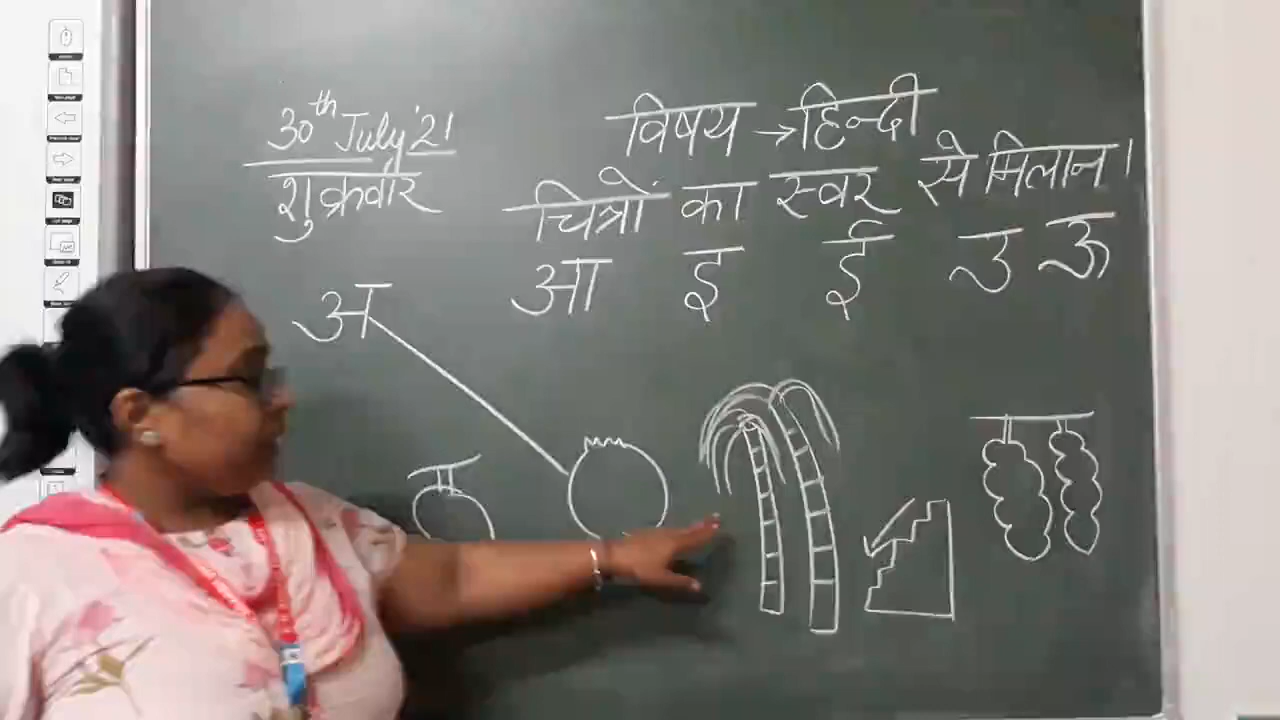 30th July'21
शुक्रवार
विषय → हिन्दी
चित्रों का स्वर से मिलान।
अ आ इ ई उ ऊ